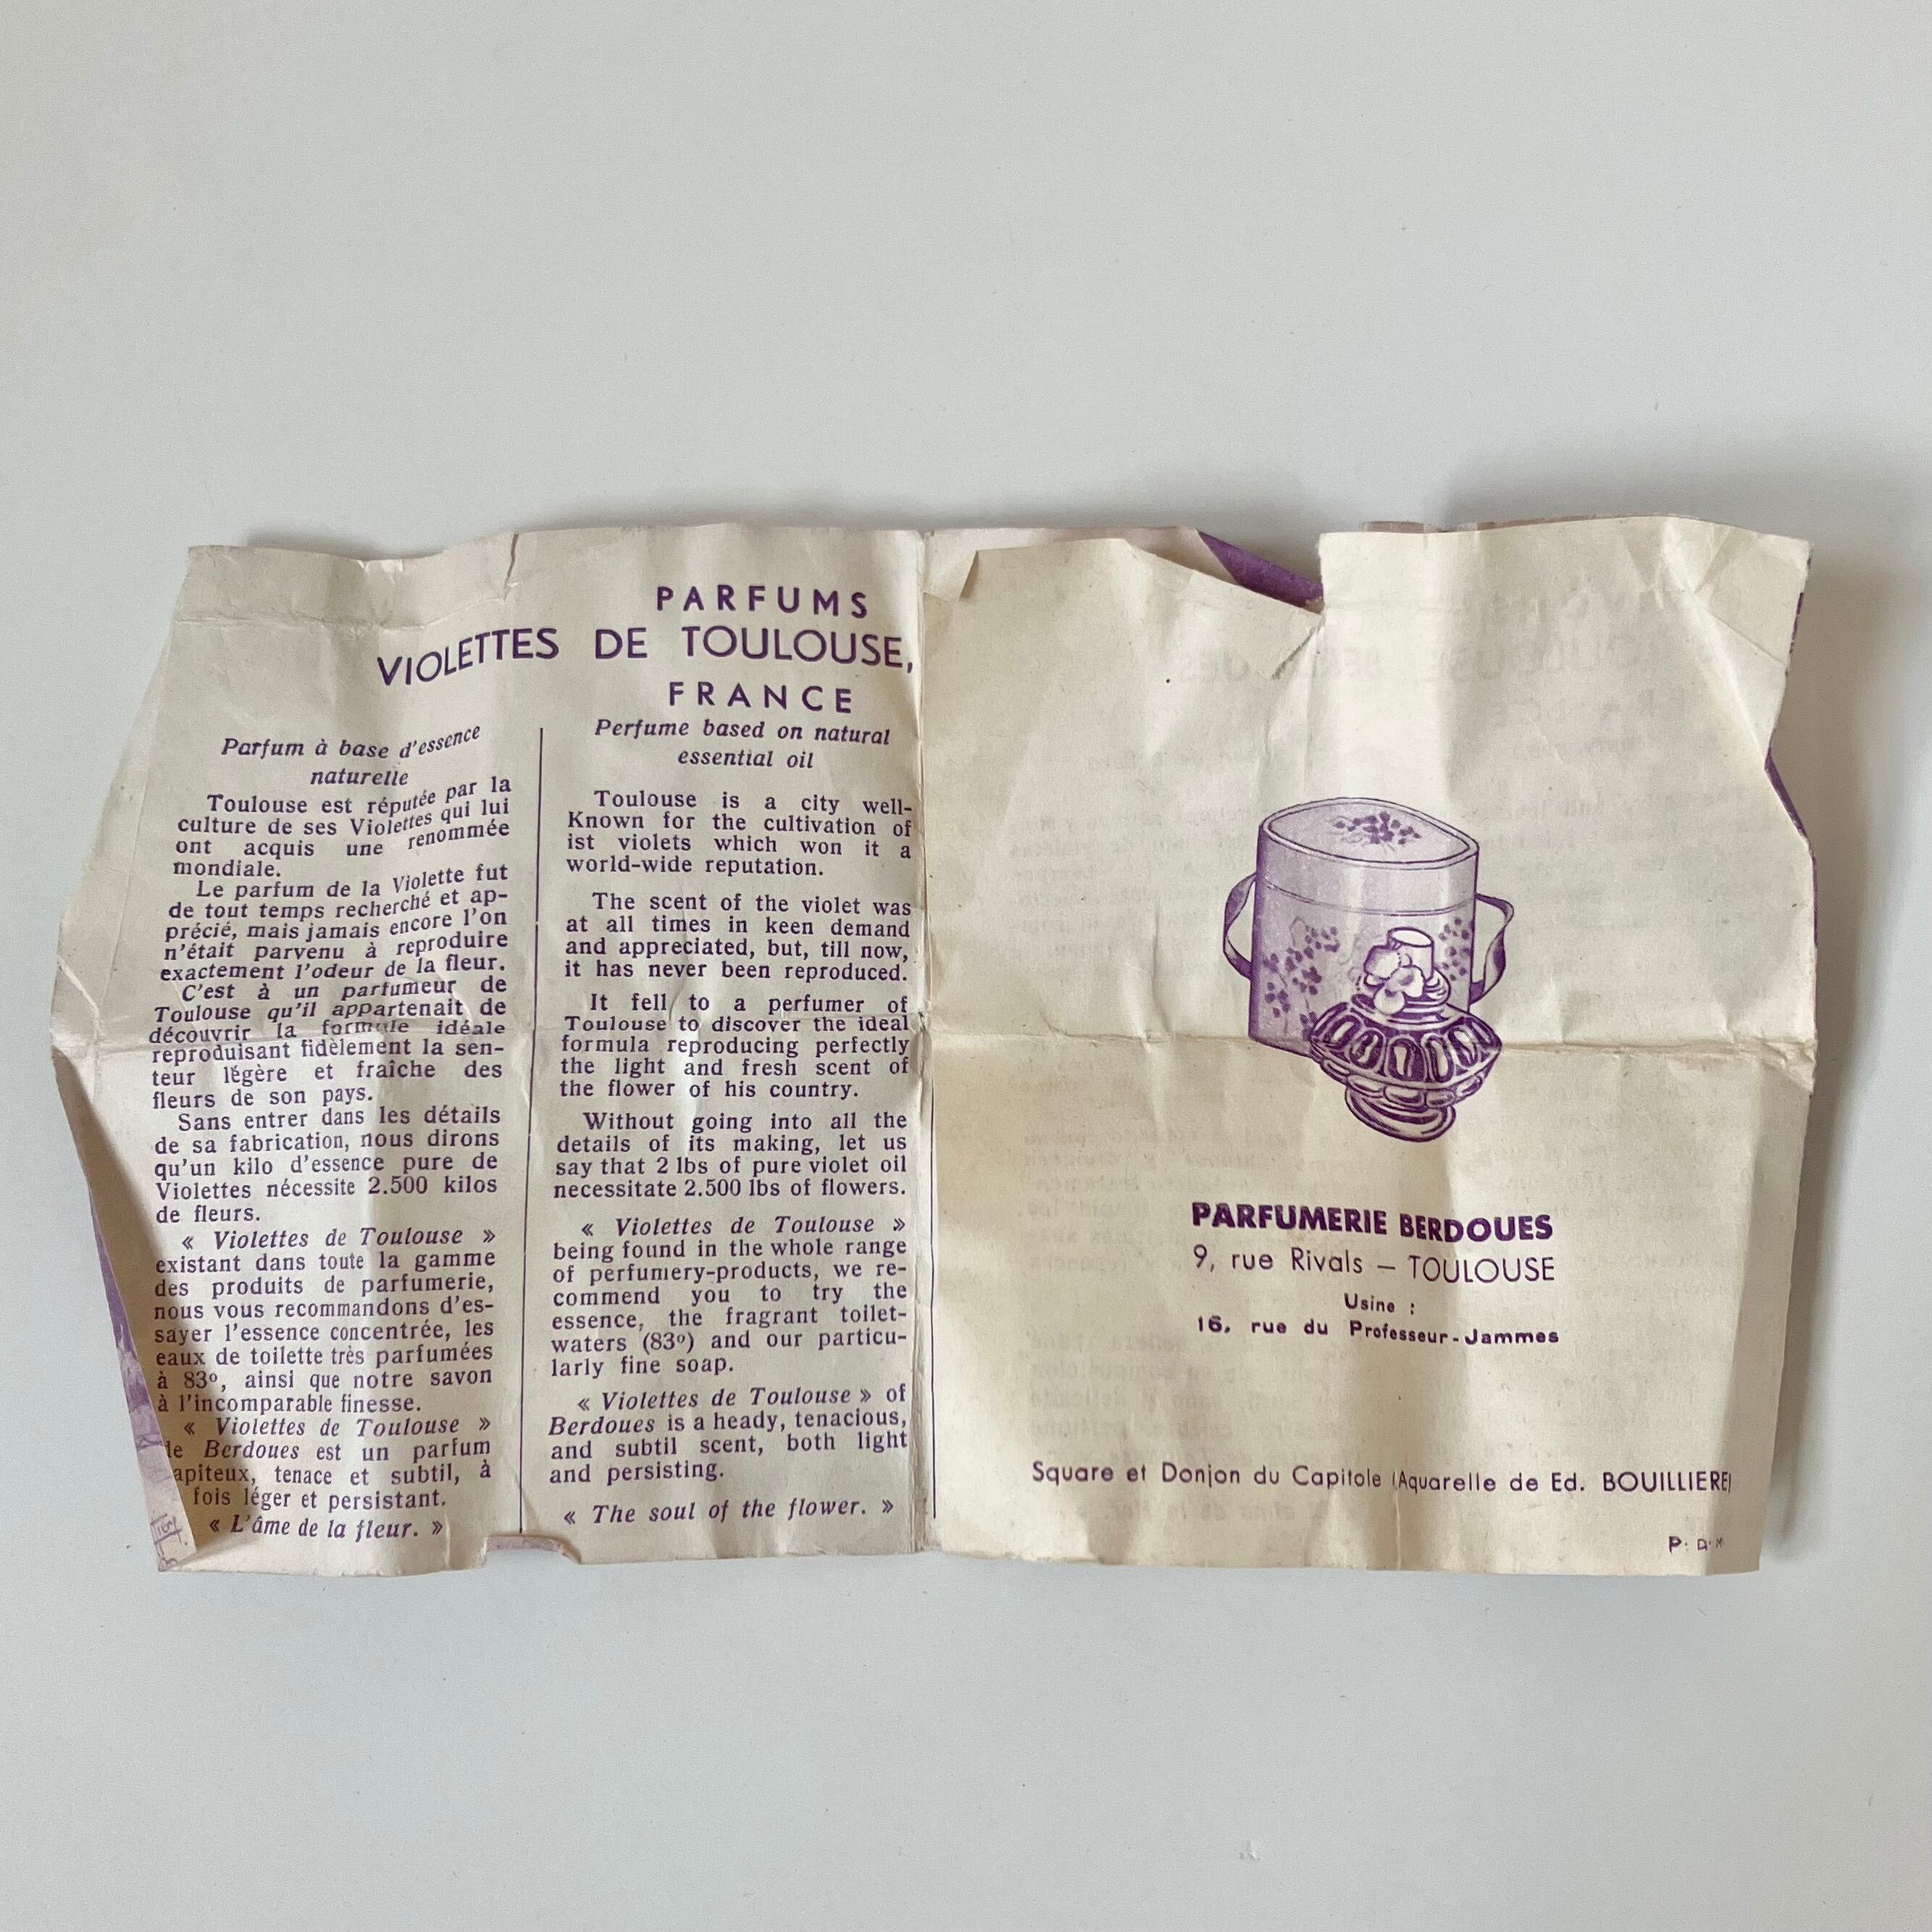 PARFUMS
VIOLETTES DE TOULOUSE,
FRANCE
Parfum à base d'essence
naturelle
Toulouse est réputée par la
culture de ses Violettes qui lui
ont acquis une renommée
mondiale.
Le parfum de la Violette fut
de tout temps recherché et ap-
précié, mais jamais encore l'on
n'était parvenu à reproduire
exactement l'odeur de la fleur.
C'est à un parfumeur de
Toulouse qu'il appartenait de
découvrir la formule idéale
reproduisant fidèlement la sen-
teur légère et fraîche des
fleurs de son pays.
Sans entrer dans les détails
de sa fabrication, nous dirons
qu'un kilo d'essence pure de
Violettes nécessite 2.500 kilos
de fleurs.
« Violettes de Toulouse »
existant dans toute la gamme
des produits de parfumerie,
nous vous recommandons d'es-
sayer l'essence concentrée, les
eaux de toilette très parfumées
à 83º, ainsi que notre savon
à l'incomparable finesse.
« Violettes de Toulouse »
de Berdoues est un parfum
apiteux, tenace et subtil, à
fois léger et persistant.
« L'âme de la fleur. »
Perfume based on natural
essential oil
Toulouse is a city well-
Known for the cultivation of
ist violets which won it a
world-wide reputation.
The scent of the violet was
at all times in keen demand
and appreciated, but, till now,
it has never been reproduced.
It fell to a perfumer of
Toulouse to discover the ideal
formula reproducing perfectly
the light and fresh scent of
the flower of his country.
Without going into all the
details of its making, let us
say that 2 lbs of pure violet oil
necessitate 2.500 lbs of flowers.
« Violettes de Toulouse »
being found in the whole range
of perfumery-products, we re-
commend you to try the
essence, the fragrant toilet-
waters (83º) and our particu-
larly fine soap.
« Violettes de Toulouse » of
Berdoues is a heady, tenacious,
and subtil scent, both light
and persisting.
« The soul of the flower. »
PARFUMERIE BERDOUES
9, rue Rivals – TOULOUSE
Usine :
16, rue du Professeur-Jammes
Square et Donjon du Capitole (Aquarelle de Ed. BOUILLIERE)